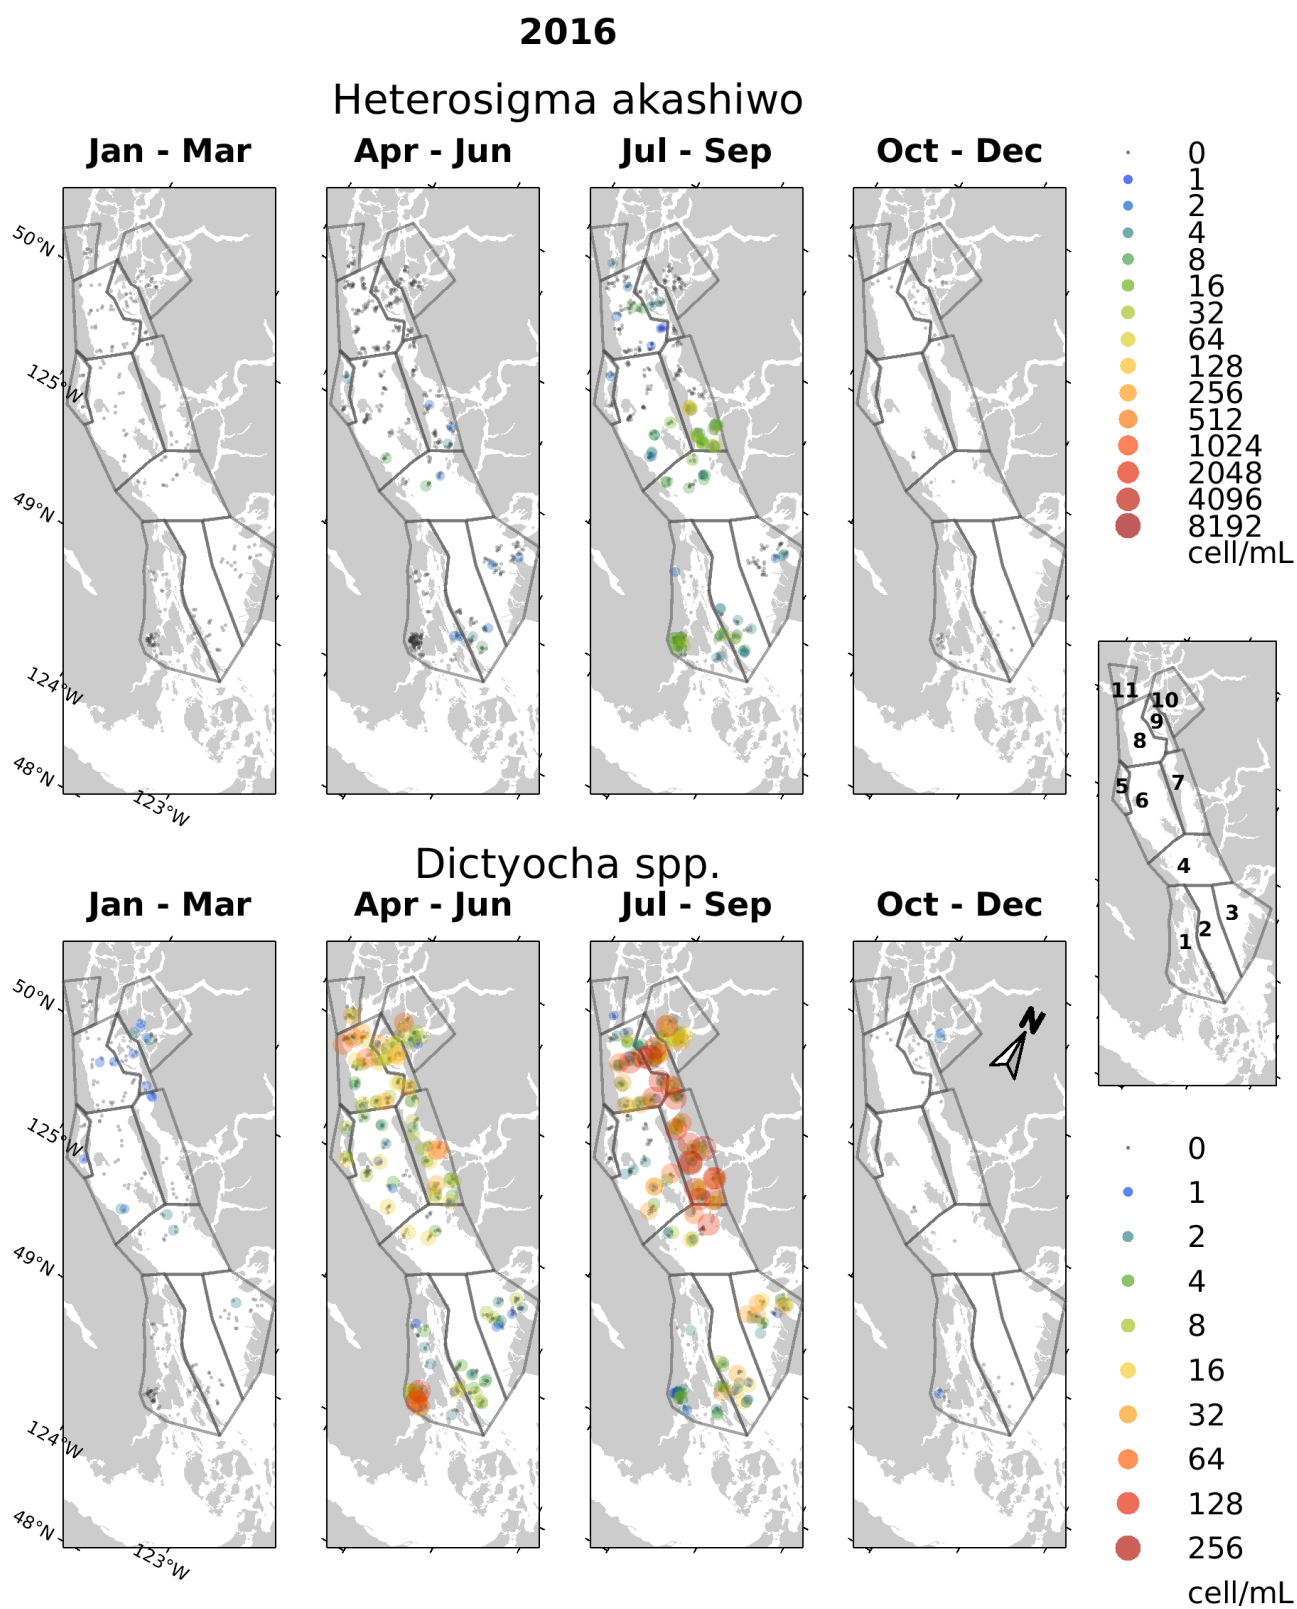 2016
Heterosigma akashiwo
Jan - Mar
Apr - Jun
Jul - Sep
Oct - Dec
50°N
125°W
49°N
124°W
48°N
123°W
0
1
2
4
8
16
32
64
128
256
512
1024
2048
4096
8192
cell/mL
11
10
9
8
5
6
7
4
3
2
1
Dictyocha spp.
Jan - Mar
Apr - Jun
Jul - Sep
Oct - Dec
N
50°N
125°W
49°N
124°W
48°N
123°W
0
1
2
4
8
16
32
64
128
256
cell/mL